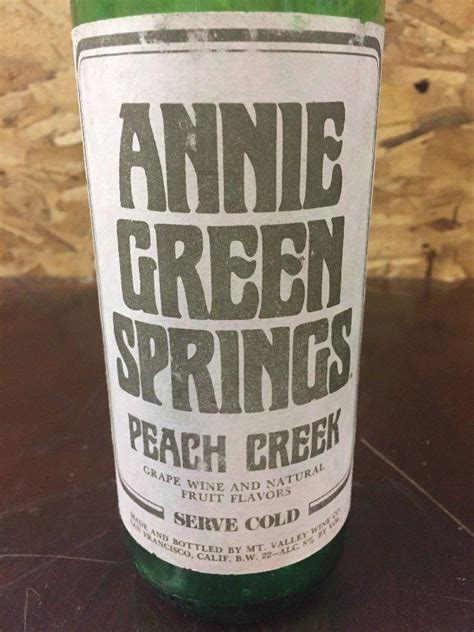 ANNIE
GREEN
SPRINGS.
PEACH CREEK
GRAPE WINE AND NATURAL
FRUIT FLAVORS
SERVE COLD
MADE AND BOTTLED BY MT. VALLEY WINE CO.
SAN FRANCISCO, CALIF. B.W. 22—ALC. 8% BY VOL.